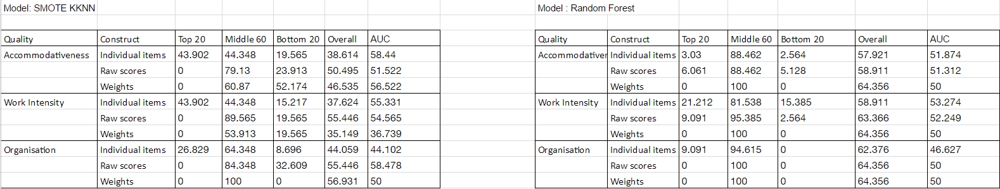 Model: SMOTE KKNN
Quality Construct Top 20 Middle 60 Bottom 20 Overall AUC
Accommodativeness Individual items 43.902 44.348 19.565 38.614 58.44
Raw scores 0 79.13 23.913 50.495 51.522
Weights 0 60.87 52.174 46.535 56.522
Work Intensity Individual items 43.902 44.348 15.217 37.624 55.331
Raw scores 0 89.565 19.565 55.446 54.565
Weights 0 53.913 19.565 35.149 36.739
Organisation Individual items 26.829 64.348 8.696 44.059 44.102
Raw scores 0 84.348 32.609 55.446 58.478
Weights 0 100 0 56.931 50
Model : Random Forest
Quality Construct Top 20 Middle 60 Bottom 20 Overall AUC
Accommodativer Individual items 3.03 88.462 2.564 57.921 51.874
Raw scores 6.061 88.462 5.128 58.911 51.312
Weights 0 100 0 64.356 50
Work Intensity Individual items 21.212 81.538 15.385 58.911 53.274
Raw scores 9.091 95.385 2.564 63.366 52.249
Weights 0 100 0 64.356 50
Organisation Individual items 9.091 94.615 0 62.376 46.627
Raw scores 0 100 0 64.356 50
Weights 0 100 0 64.356 50